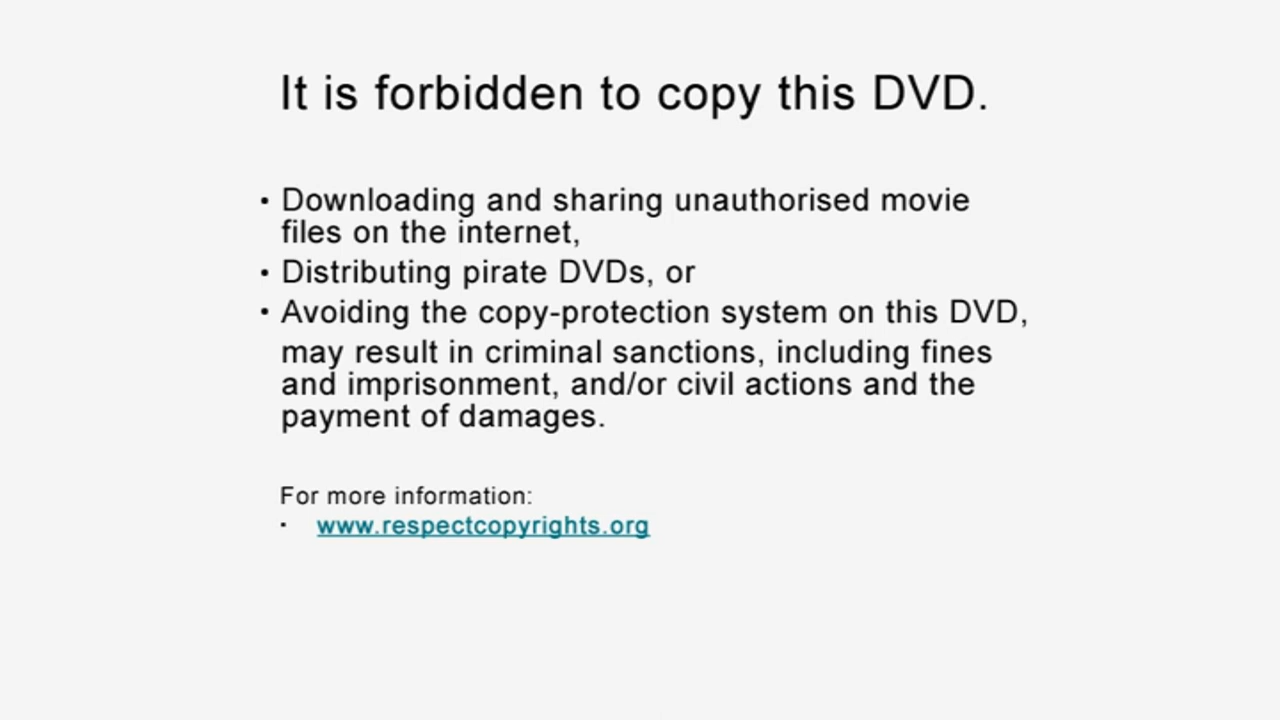 It is forbidden to copy this DVD.
• Downloading and sharing unauthorised movie
files on the internet,
• Distributing pirate DVDs, or
• Avoiding the copy-protection system on this DVD,
may result in criminal sanctions, including fines
and imprisonment, and/or civil actions and the
payment of damages.
For more information:
• www.respectcopyrights.org